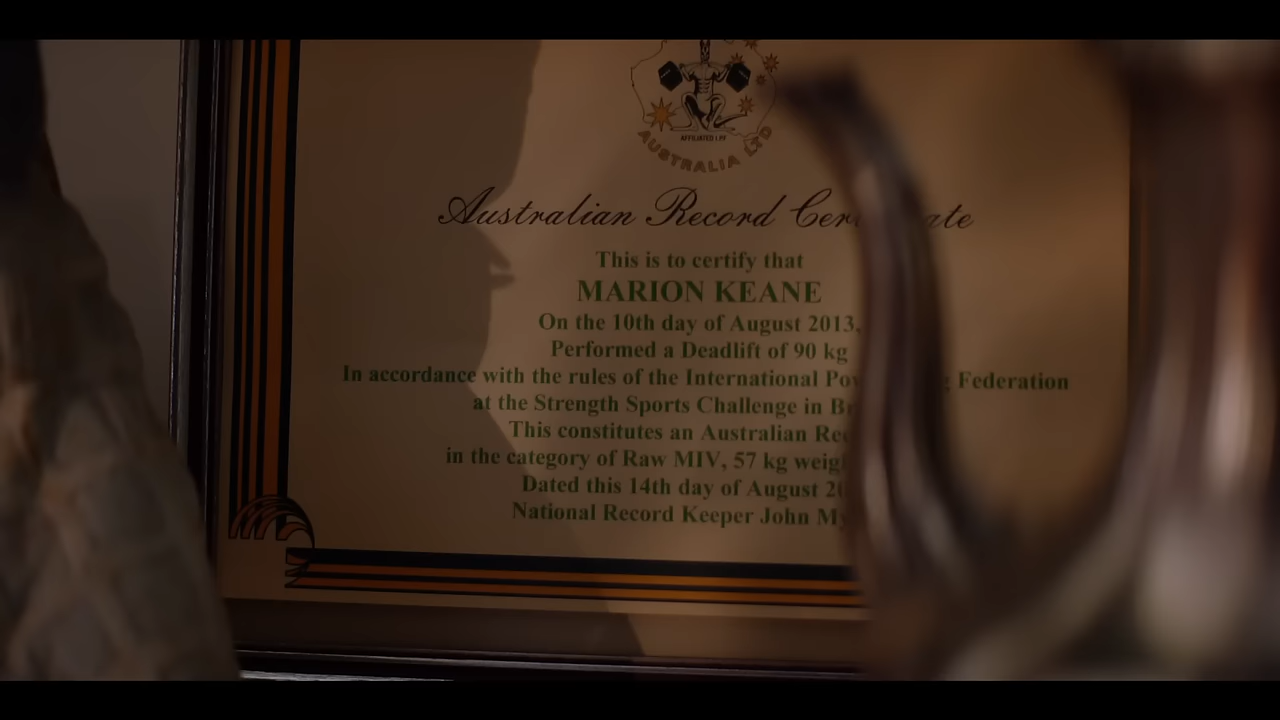 AFFILIATED I.P.F
AUSTRALIA LTD
Australian Record
This is to certify that
MARION KEANE
On the 10th day of August 2013,
Performed a Deadlift of 90 kg
In accordance with the rules of the International Federation
at the Strength Sports Challenge in
This constitutes an Australian
in the category of Raw MIV, 57 kg
Dated this 14th day of August
National Record Keeper John